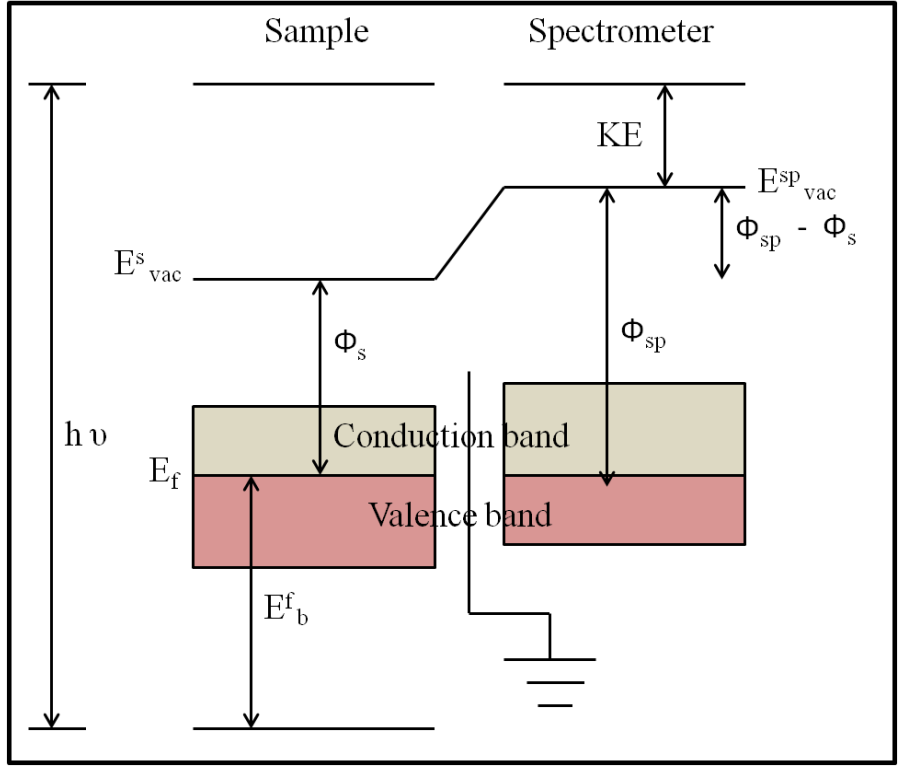 Sample
Spectrometer
KE
E^sp_vac
Φ_sp - Φ_s
E^s_vac
Φ_s
Φ_sp
h υ
Conduction band
E_f
Valence band
E^f_b